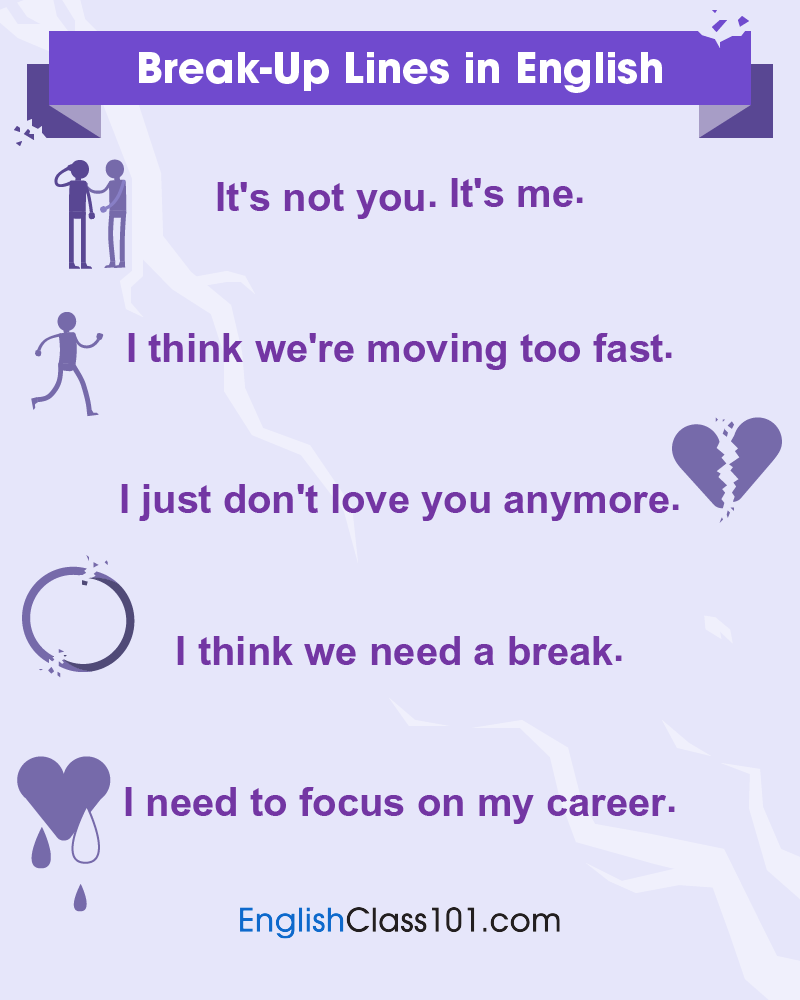 Break-Up Lines in English
It's not you. It's me.
I think we're moving too fast.
I just don't love you anymore.
I think we need a break.
I need to focus on my career.
EnglishClass101.com